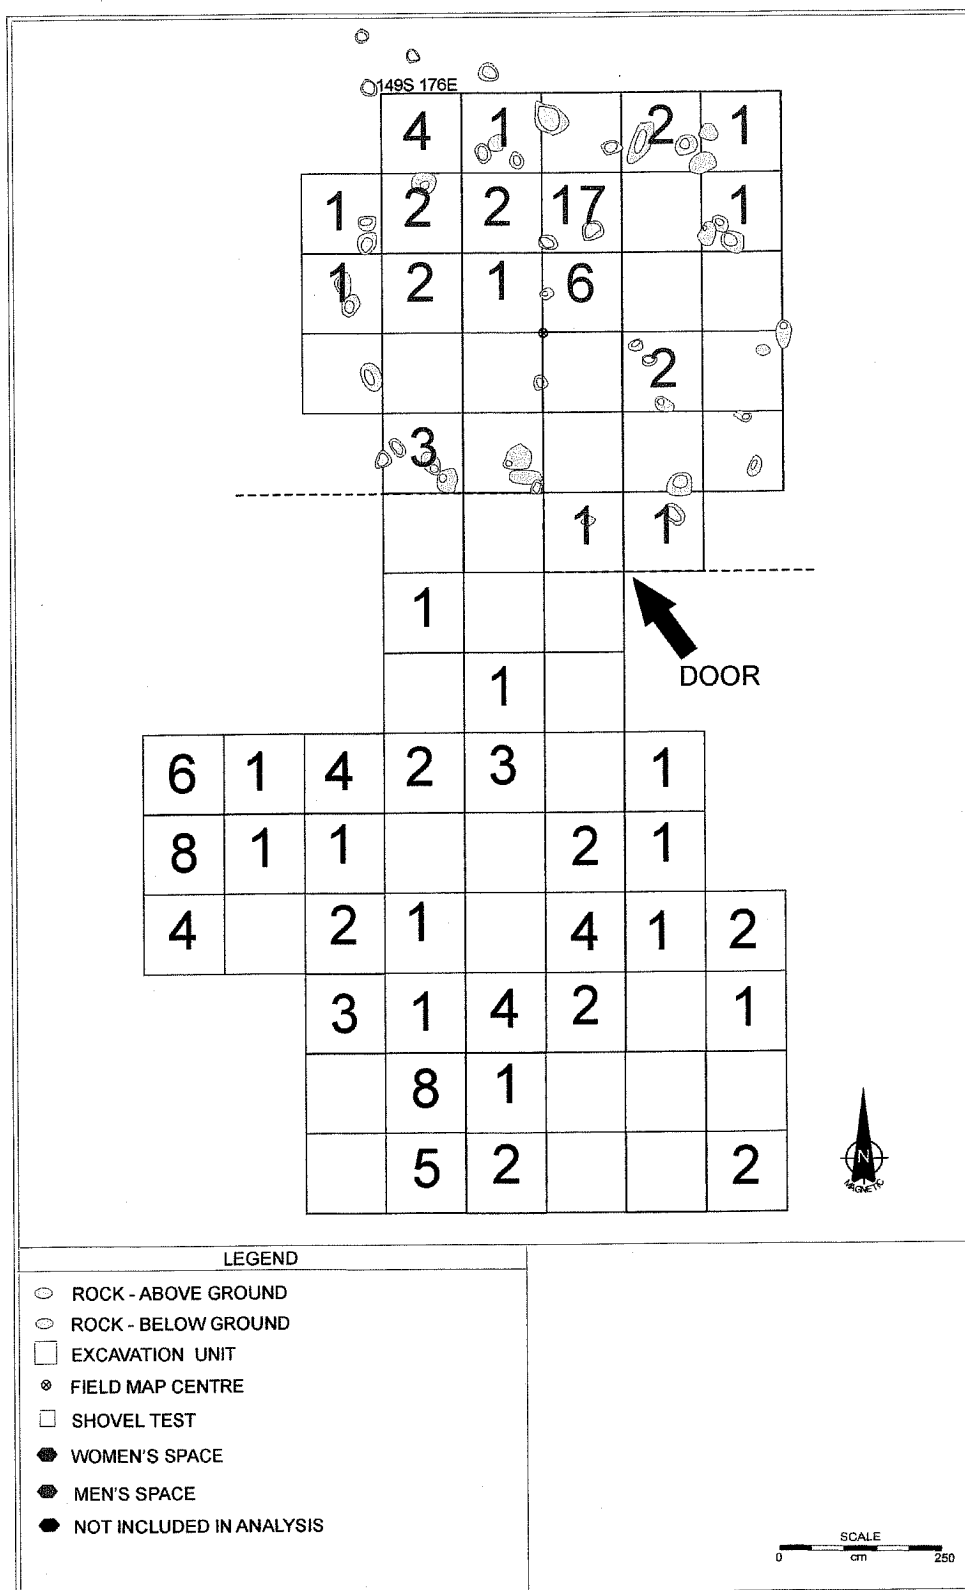 149S 176E
4 1 2 1
1 2 2 17 1
1 2 1 6
2
3
1 1
1
DOOR
1
6 1 4 2 3 1
8 1 1 2 1
4 2 1 4 1 2
3 1 4 2 1
8 1
5 2 2
N
MAGNETIC
LEGEND
ROCK - ABOVE GROUND
ROCK - BELOW GROUND
EXCAVATION UNIT
FIELD MAP CENTRE
SHOVEL TEST
WOMEN'S SPACE
MEN'S SPACE
NOT INCLUDED IN ANALYSIS
SCALE
0 cm 250